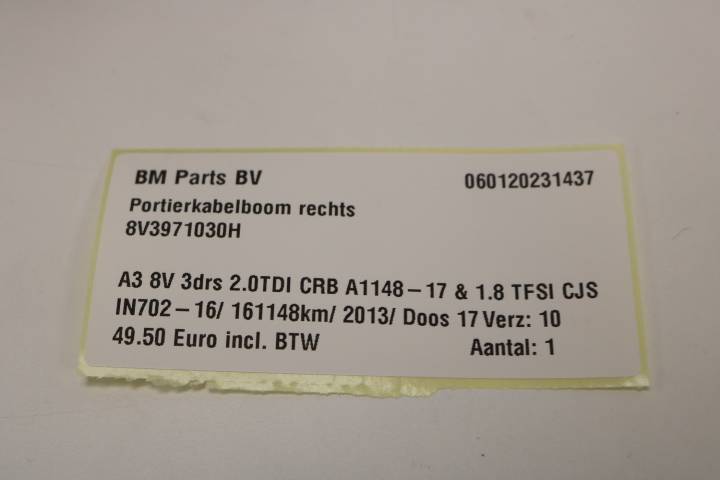 BM Parts BV 060120231437
Portierkabelboom rechts
8V3971030H
A3 8V 3drs 2.0TDI CRB A1148-17 & 1.8 TFSI CJS
IN702-16/ 161148km/ 2013/ Doos 17 Verz: 10
49.50 Euro incl. BTW Aantal: 1